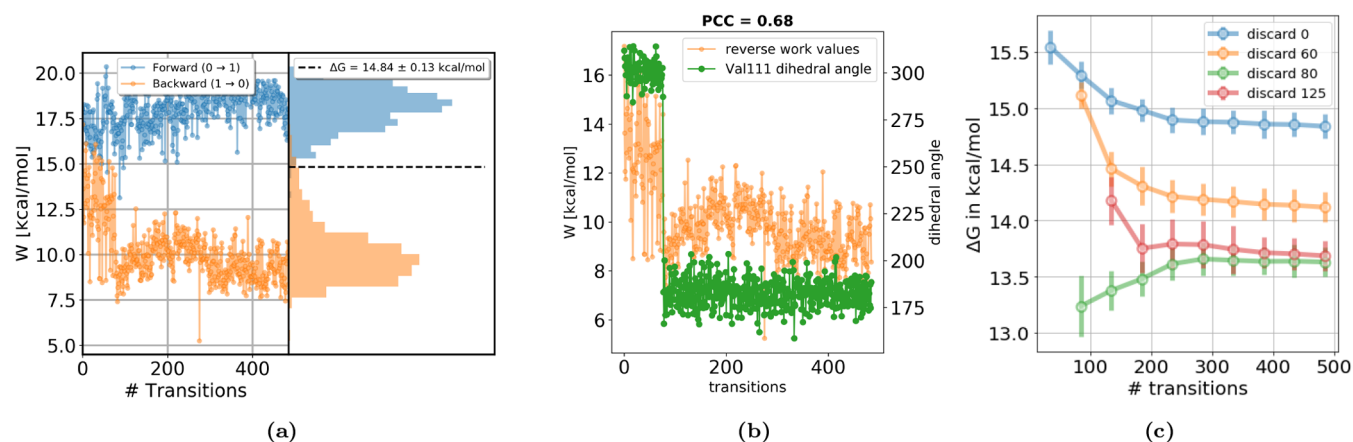 W [kcal/mol]
20.0
17.5
15.0
12.5
10.0
7.5
5.0
Forward (0 → 1)
Backward (1 → 0)
ΔG = 14.84 ± 0.13 kcal/mol
0
200
400
# Transitions
(a)
PCC = 0.68
W [kcal/mol]
16
14
12
10
8
6
reverse work values
Val111 dihedral angle
300
275
250
225
200
175
dihedral angle
0
200
400
transitions
(b)
ΔG in kcal/mol
15.5
15.0
14.5
14.0
13.5
13.0
discard 0
discard 60
discard 80
discard 125
100
200
300
400
500
# transitions
(c)